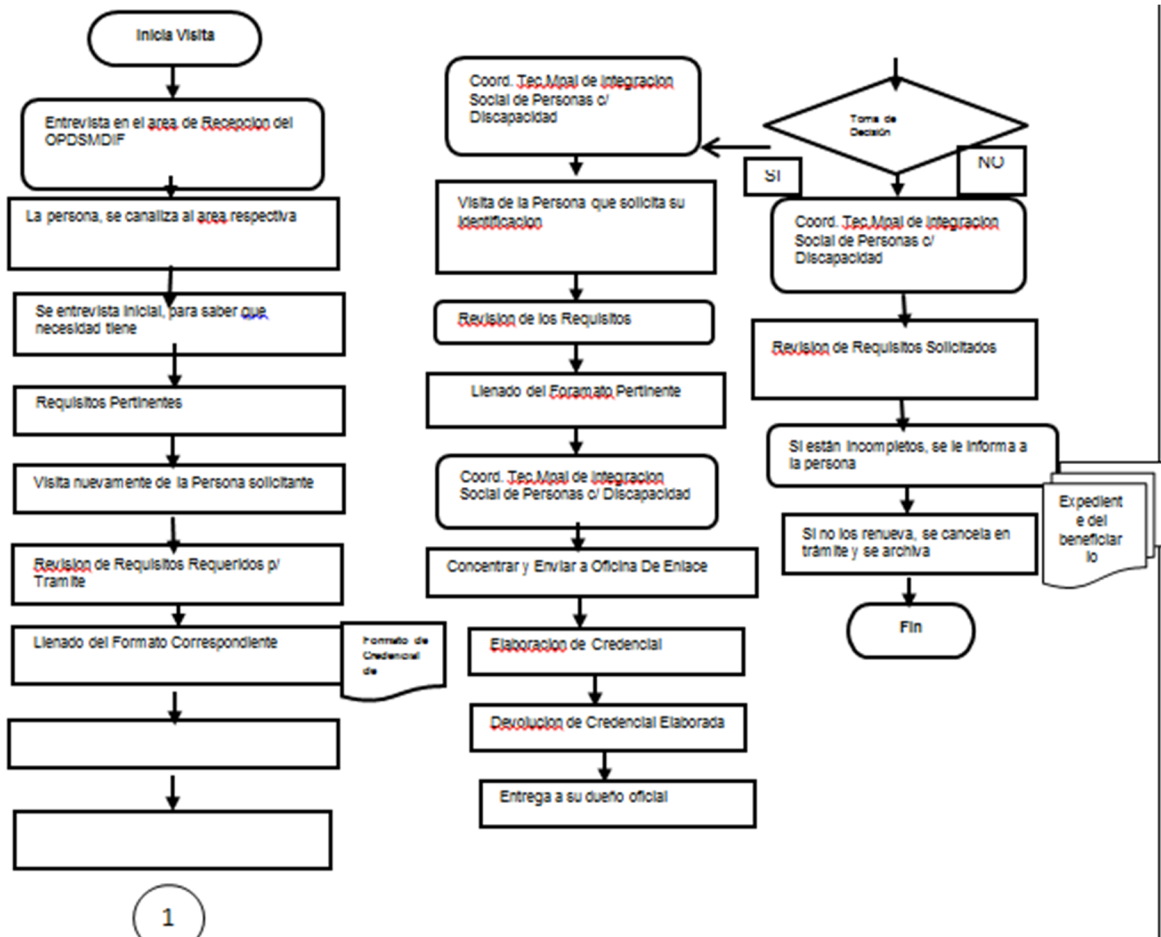 Inicia Visita
Entrevista en el area de Recepcion del
OPDSMDIF
La persona, se canaliza al area respectiva
Se entrevista inicial, para saber que
necesidad tiene
Requisitos Pertinentes
Visita nuevamente de la Persona solicitante
Revision de Requisitos Requeridos p/
Tramite
Llenado del Formato Correspondiente
Formato de
Credencial
de
1
Coord. Tec.Mpal de Integracion
Social de Personas c/
Discapacidad
Visita de la Persona que solicita su
identificacion
Revision de los Requisitos
Llenado del Foramato Pertinente
Coord. Tec.Mpal de Integracion
Social de Personas c/ Discapacidad
Concentrar y Enviar a Oficina De Enlace
Elaboracion de Credencial
Devolucion de Credencial Elaborada
Entrega a su dueño oficial
Toma de
Decisión
SI
NO
Coord. Tec.Mpal de Integracion
Social de Personas c/
Discapacidad
Revision de Requisitos Solicitados
Si están incompletos, se le informa a
la persona
Expedient
e del
beneficiar
io
Si no los renueva, se cancela en
trámite y se archiva
Fin